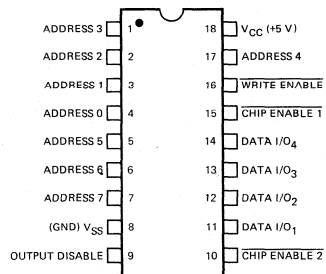 ADDRESS 3 1 18 VCC (+5 V)
ADDRESS 2 2 17 ADDRESS 4
ADDRESS 1 3 16 WRITE ENABLE
ADDRESS 0 4 15 CHIP ENABLE 1
ADDRESS 5 5 14 DATA I/O4
ADDRESS 6 6 13 DATA I/O3
ADDRESS 7 7 12 DATA I/O2
(GND) VSS 8 11 DATA I/O1
OUTPUT DISABLE 9 10 CHIP ENABLE 2